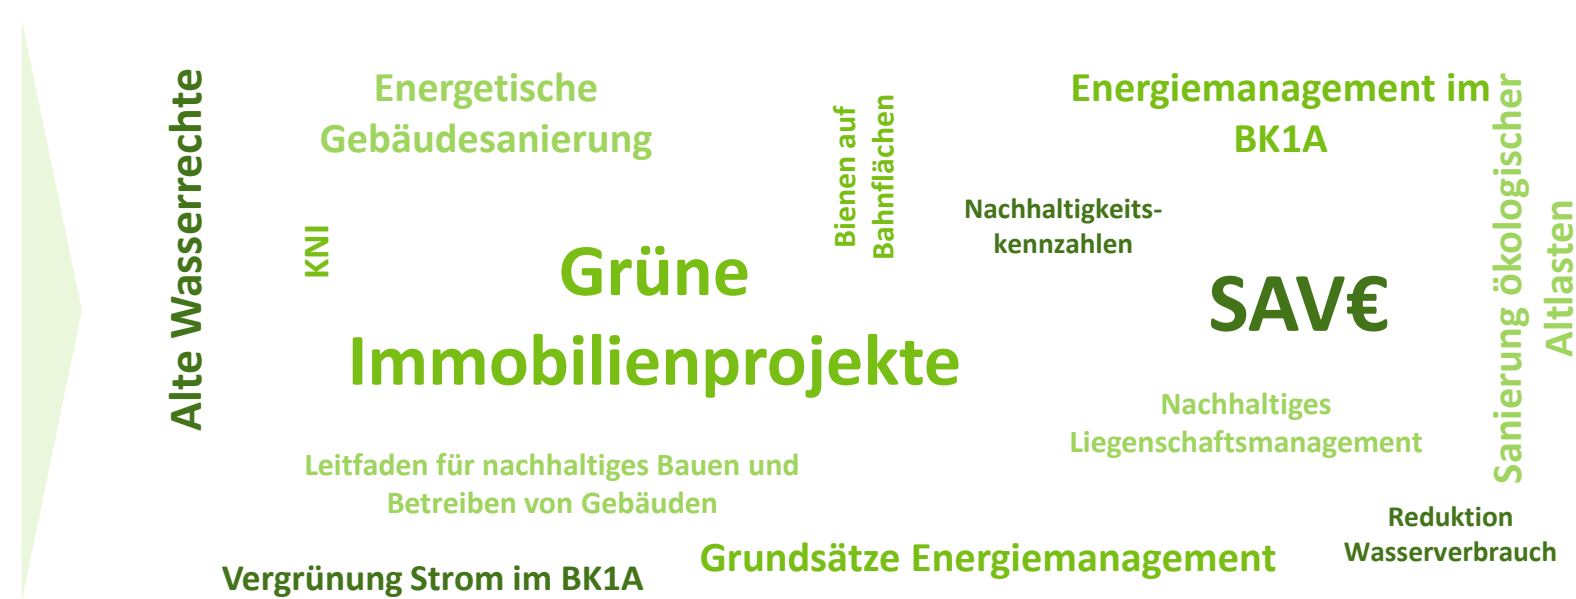 Alte Wasserrechte
Energetische
Gebäudesanierung
KNI
Bienen auf
Bahnflächen
Energiemanagement im
BK1A
Nachhaltigkeits-
kennzahlen
Grüne
Immobilienprojekte
SAV€
Sanierung ökologischer
Altlasten
Nachhaltiges
Liegenschaftsmanagement
Leitfaden für nachhaltiges Bauen und
Betreiben von Gebäuden
Reduktion
Wasserverbrauch
Grundsätze Energiemanagement
Vergrünung Strom im BK1A